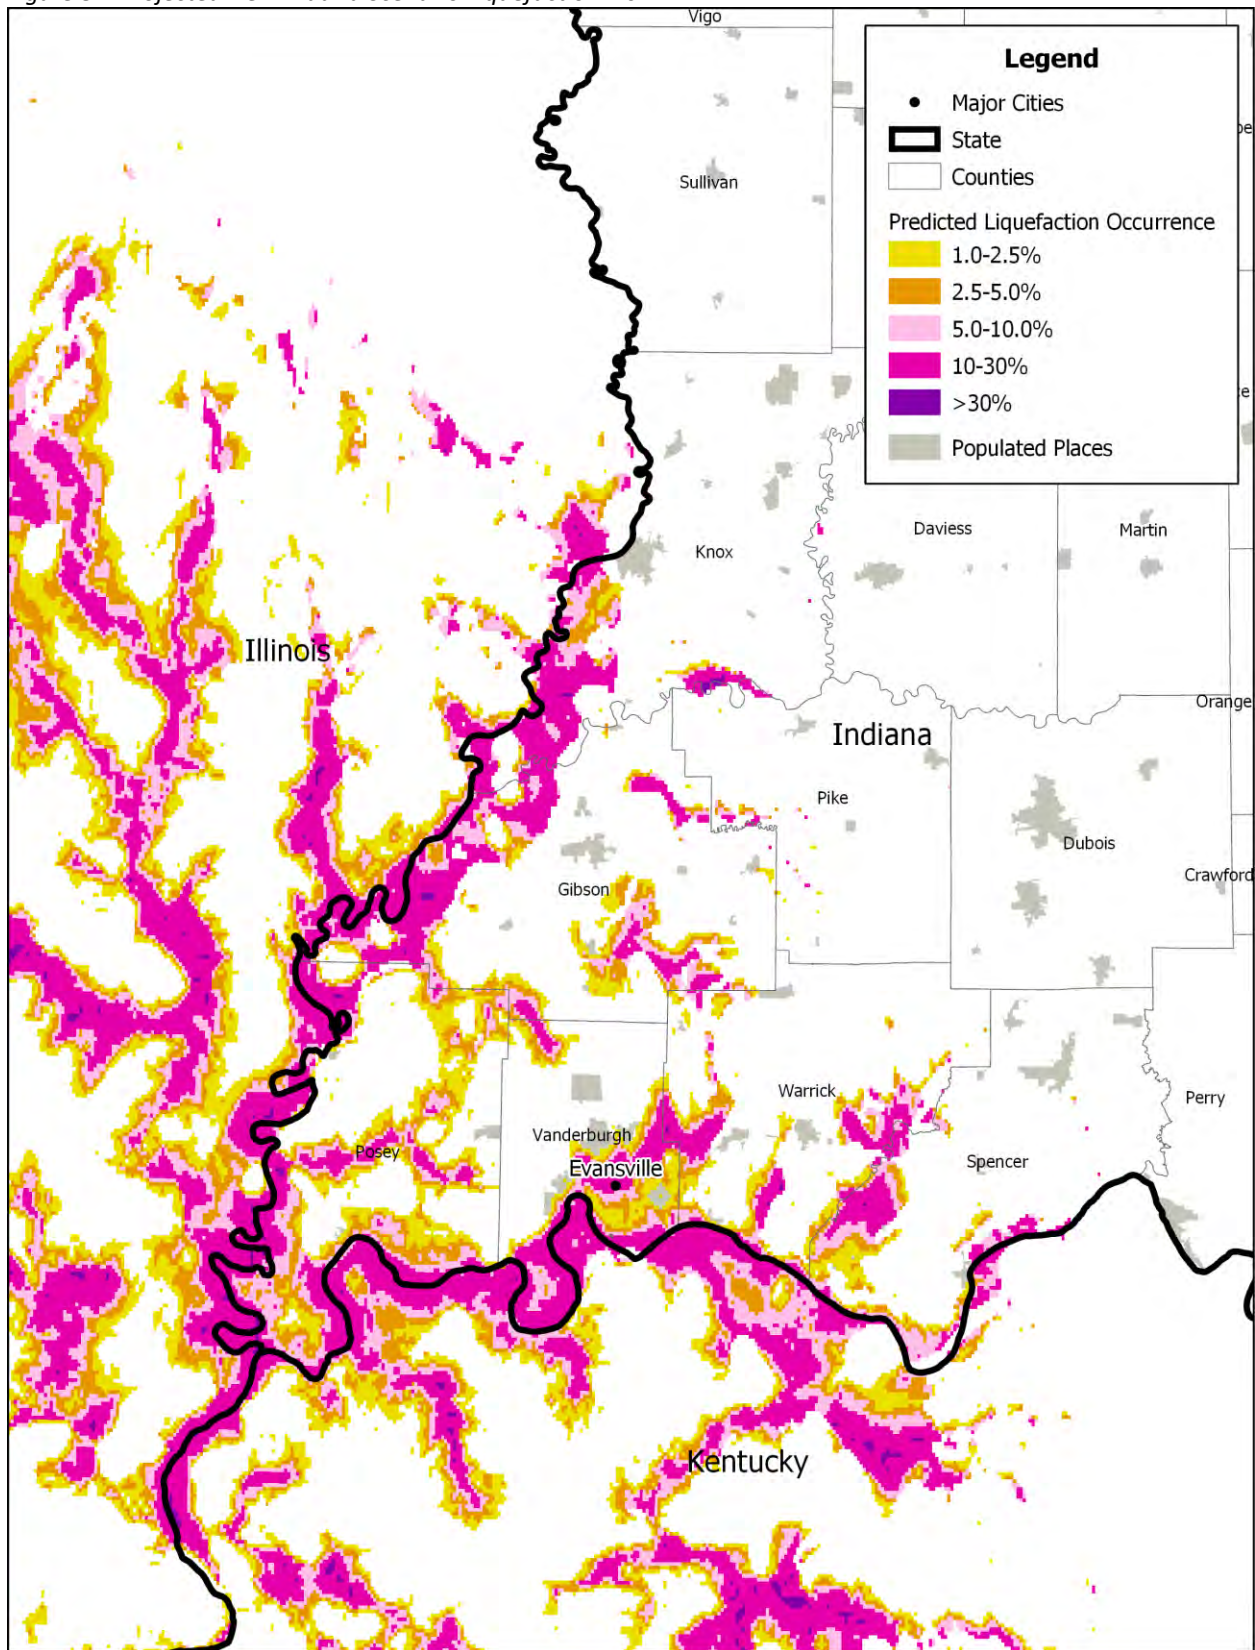 Vigo
Legend
Major Cities
State
Counties
Predicted Liquefaction Occurrence
1.0-2.5%
2.5-5.0%
5.0-10.0%
10-30%
>30%
Populated Places
Sullivan
Knox
Daviess
Martin
Illinois
Orange
Indiana
Pike
Dubois
Crawford
Gibson
Warrick
Perry
Vanderburgh
Posey
Spencer
Evansville
Kentucky